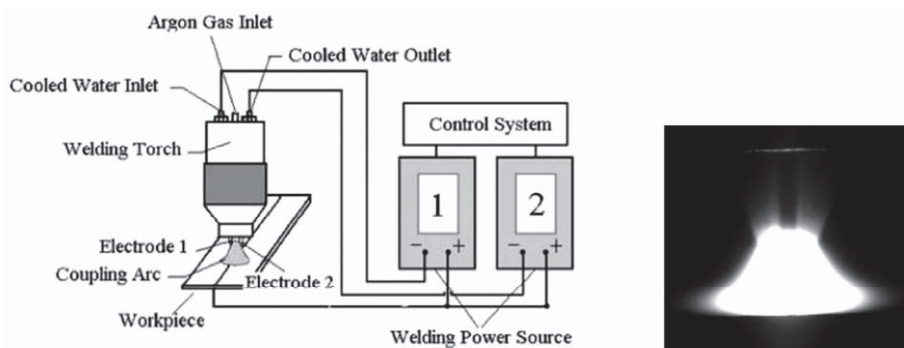 Argon Gas Inlet
Cooled Water Outlet
Cooled Water Inlet
Control System
Welding Torch
1
2
− +
− +
Electrode 1
Coupling Arc
Electrode 2
Workpiece
Welding Power Source